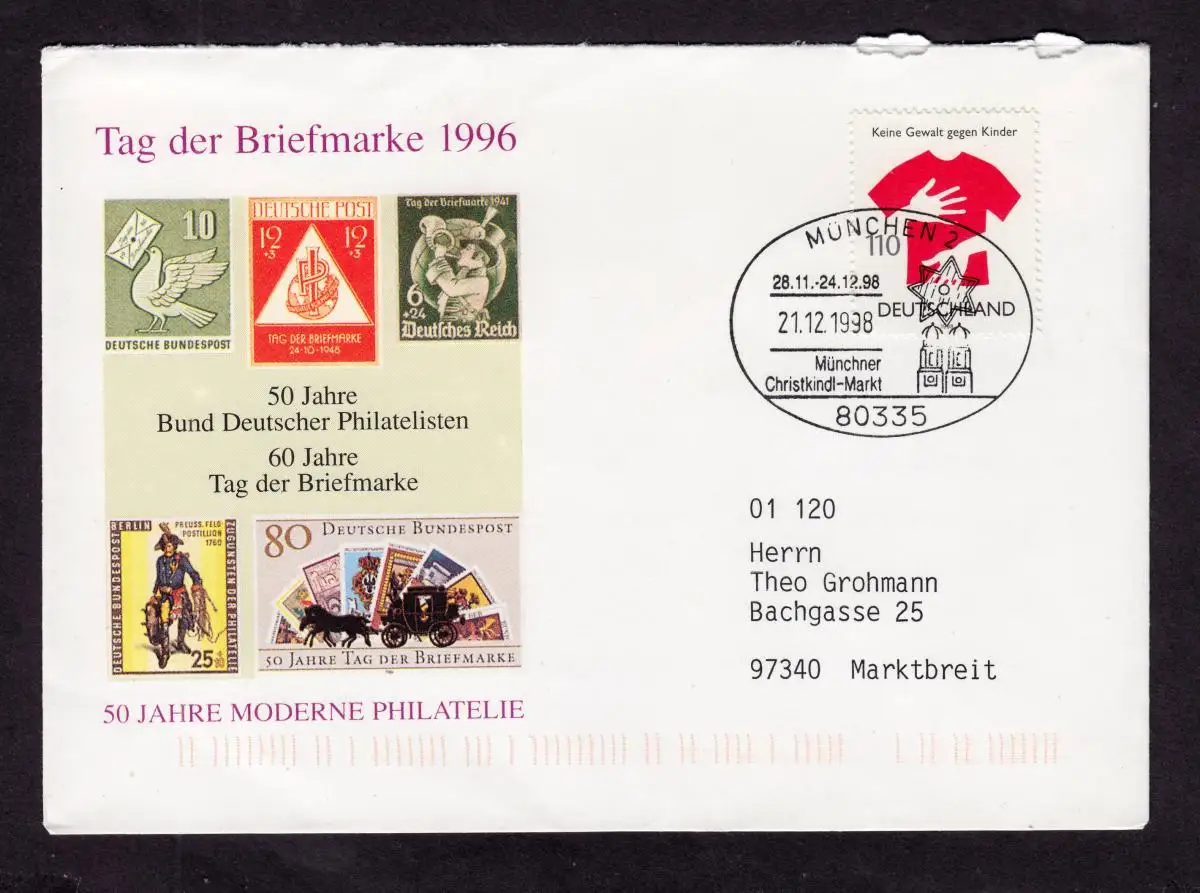 Tag der Briefmarke 1996
10
DEUTSCHE BUNDESPOST
DEUTSCHE POST
12 12
+3 +3
TAG DER BRIEFMARKE
24-10-1948
Tag der Briefmarke 1941
6
+24
Deutsches Reich
50 Jahre
Bund Deutscher Philatelisten
60 Jahre
Tag der Briefmarke
DEUTSCHE BUNDESPOST
BERLIN
PREUSS. FELD
POSTILLION
1760
ZUGUNSTEN DER PHILATELIE
25
80 DEUTSCHE BUNDESPOST
50 JAHRE TAG DER BRIEFMARKE
50 JAHRE MODERNE PHILATELIE
Keine Gewalt gegen Kinder
110
DEUTSCHLAND
MÜNCHEN 2
28.11.-24.12.98
21.12.1998
Münchner
Christkindl-Markt
80335
01 120
Herrn
Theo Grohmann
Bachgasse 25
97340 Marktbreit